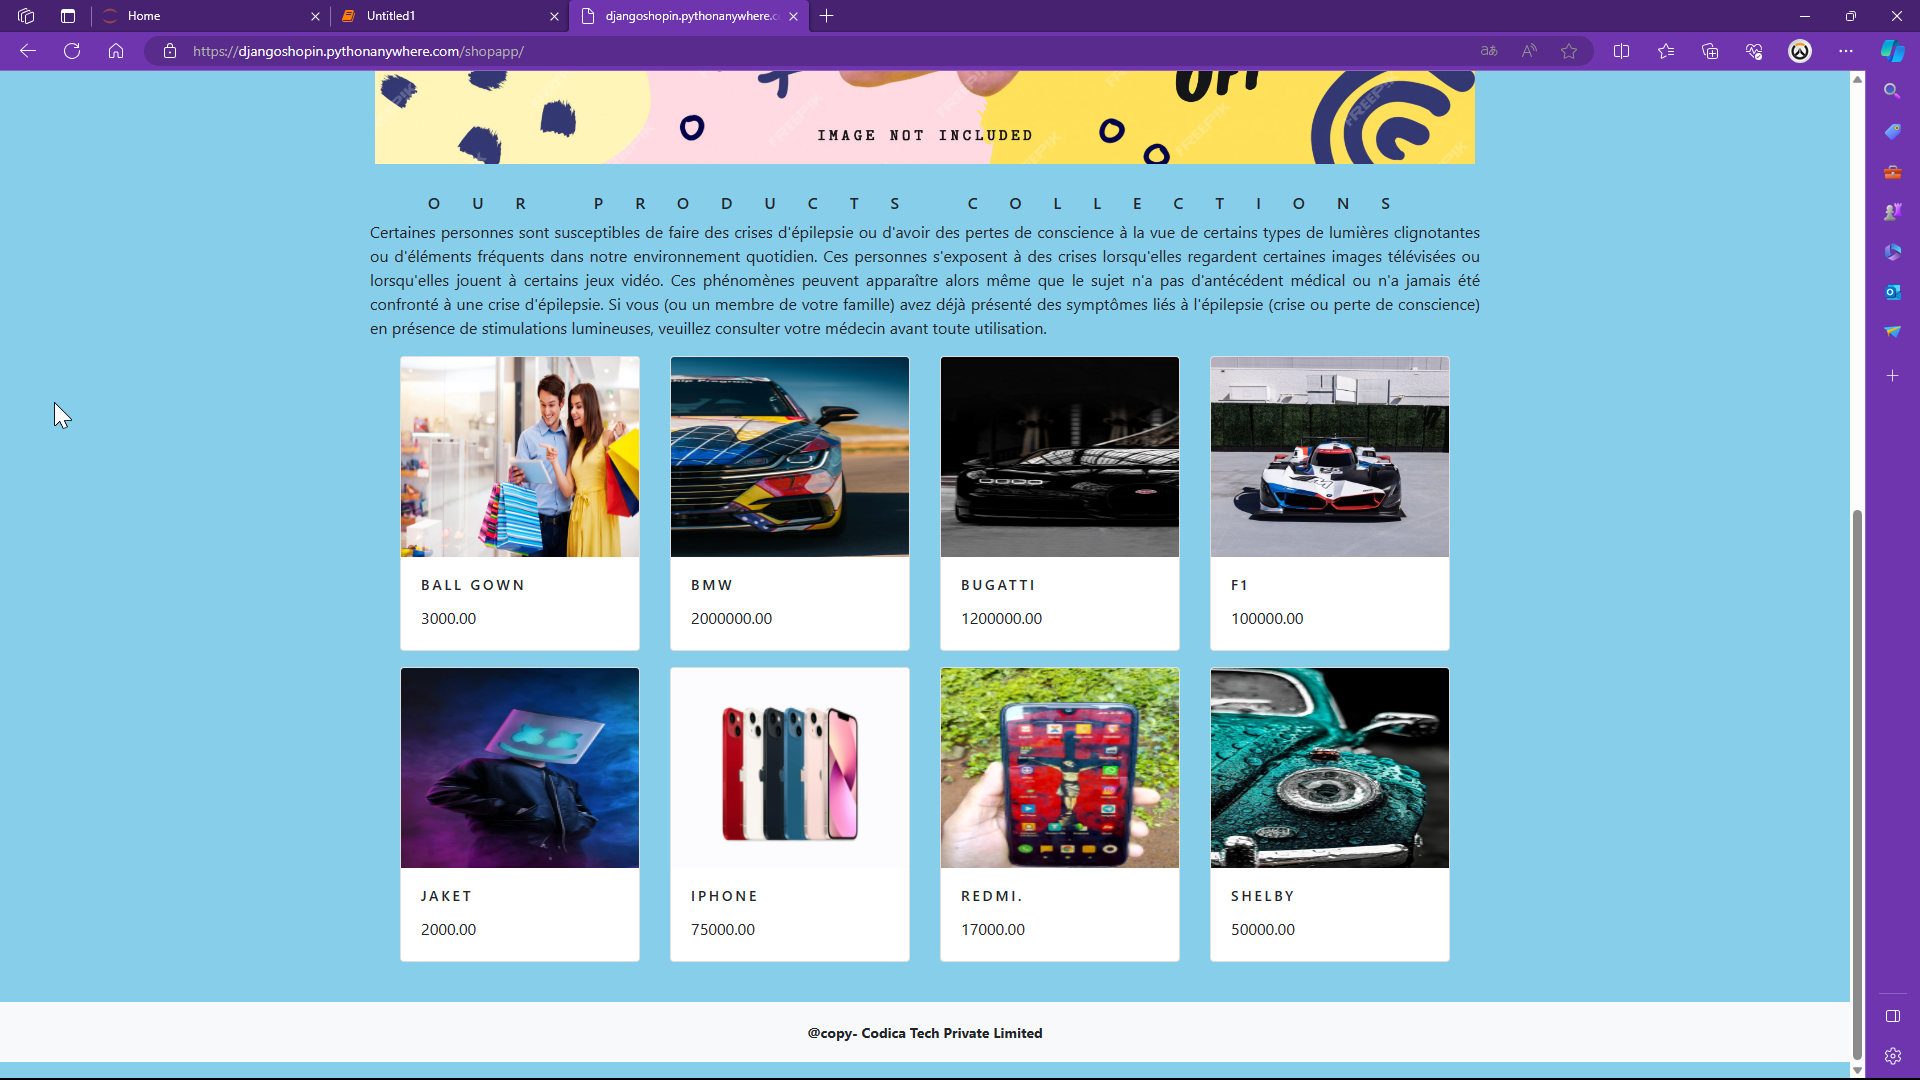 Home
Untitled1
djangoshopin.pythonanywhere.c
https://djangoshopin.pythonanywhere.com/shopapp/
OFF
IMAGE NOT INCLUDED
OUR PRODUCTS COLLECTIONS
Certaines personnes sont susceptibles de faire des crises d'épilepsie ou d'avoir des pertes de conscience à la vue de certains types de lumières clignotantes
ou d'éléments fréquents dans notre environnement quotidien. Ces personnes s'exposent à des crises lorsqu'elles regardent certaines images télévisées ou
lorsqu'elles jouent à certains jeux vidéo. Ces phénomènes peuvent apparaître alors même que le sujet n'a pas d'antécédent médical ou n'a jamais été
confronté à une crise d'épilepsie. Si vous (ou un membre de votre famille) avez déjà présenté des symptômes liés à l'épilepsie (crise ou perte de conscience)
en présence de stimulations lumineuses, veuillez consulter votre médecin avant toute utilisation.
BALL GOWN
3000.00
BMW
2000000.00
BUGATTI
1200000.00
F1
100000.00
JAKET
2000.00
IPHONE
75000.00
REDMI.
17000.00
SHELBY
50000.00
@copy- Codica Tech Private Limited